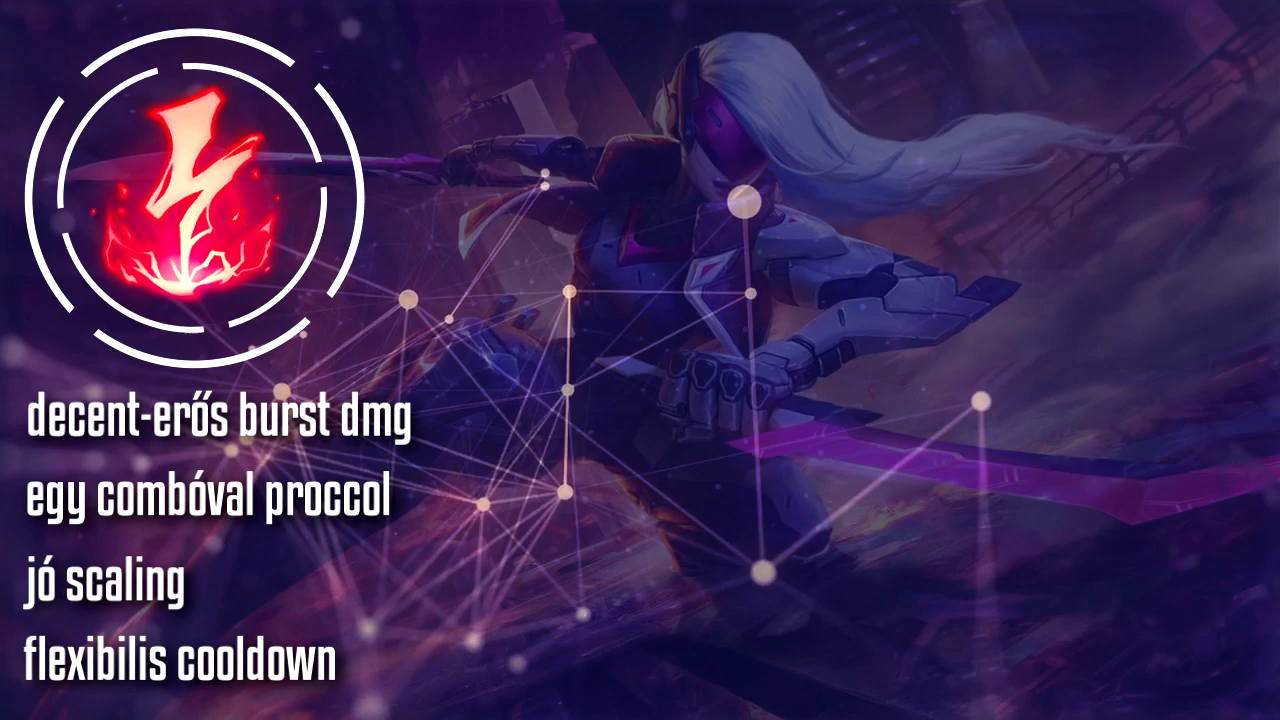 decent-erős burst dmg
egy combóval proccol
jó scaling
flexibilis cooldown